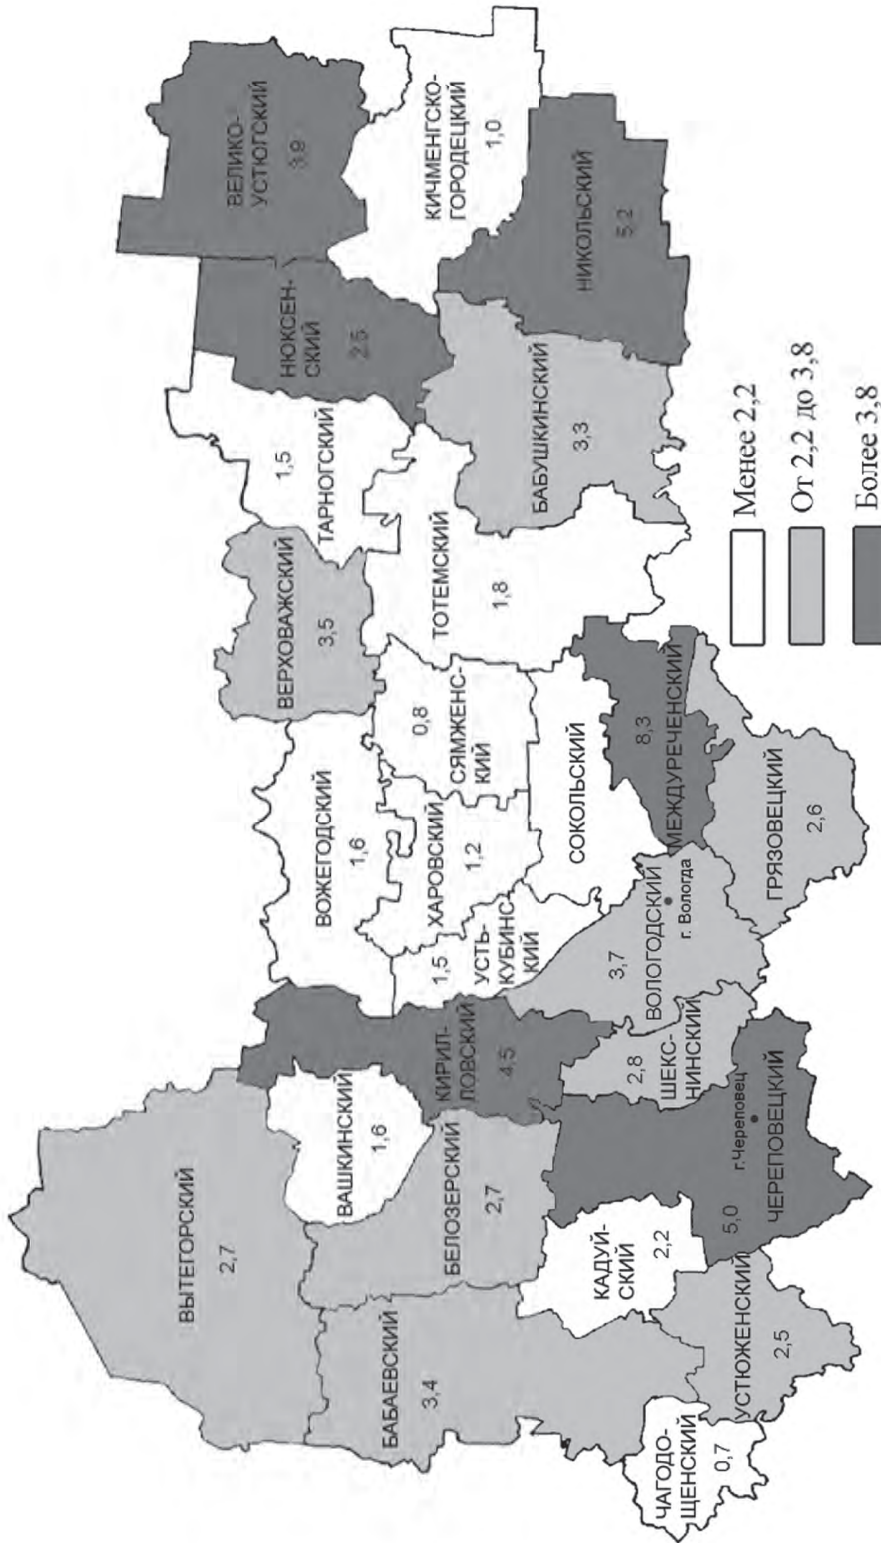 ВЫТЕГОРСКИЙ
2,7
ВАШКИНСКИЙ
1,6
БАБАЕВСКИЙ
3,4
БЕЛОЗЕРСКИЙ
2,7
КИРИЛ-
ЛОВСКИЙ
4,5
ВОЖЕГОДСКИЙ
1,6
ВЕРХОВАЖСКИЙ
3,5
1,5
ТАРНОГСКИЙ
НЮКСЕН-
СКИЙ
2,5
ВЕЛИКО-
УСТЮГСКИЙ
3,9
КИЧМЕНГСКО-
ГОРОДЕЦКИЙ
1,0
0,8
СЯМЖЕНС-
КИЙ
ХАРОВСКИЙ
1,2
1,5
УСТЬ-
КУБИНС-
КИЙ
ТОТЕМСКИЙ
1,8
БАБУШКИНСКИЙ
3,3
НИКОЛЬСКИЙ
5,2
СОКОЛЬСКИЙ
8,3
МЕЖДУРЕЧЕНСКИЙ
3,7
ВОЛОГОДСКИЙ
г. Вологда
ГРЯЗОВЕЦКИЙ
2,6
2,8
ШЕКС-
НИНСКИЙ
КАДУЙ-
СКИЙ
2,2
5,0
г.Череповец
ЧЕРЕПОВЕЦКИЙ
УСТЮЖЕНСКИЙ
2,5
ЧАГОДО-
ЩЕНСКИЙ
0,7
Менее 2,2
От 2,2 до 3,8
Более 3,8